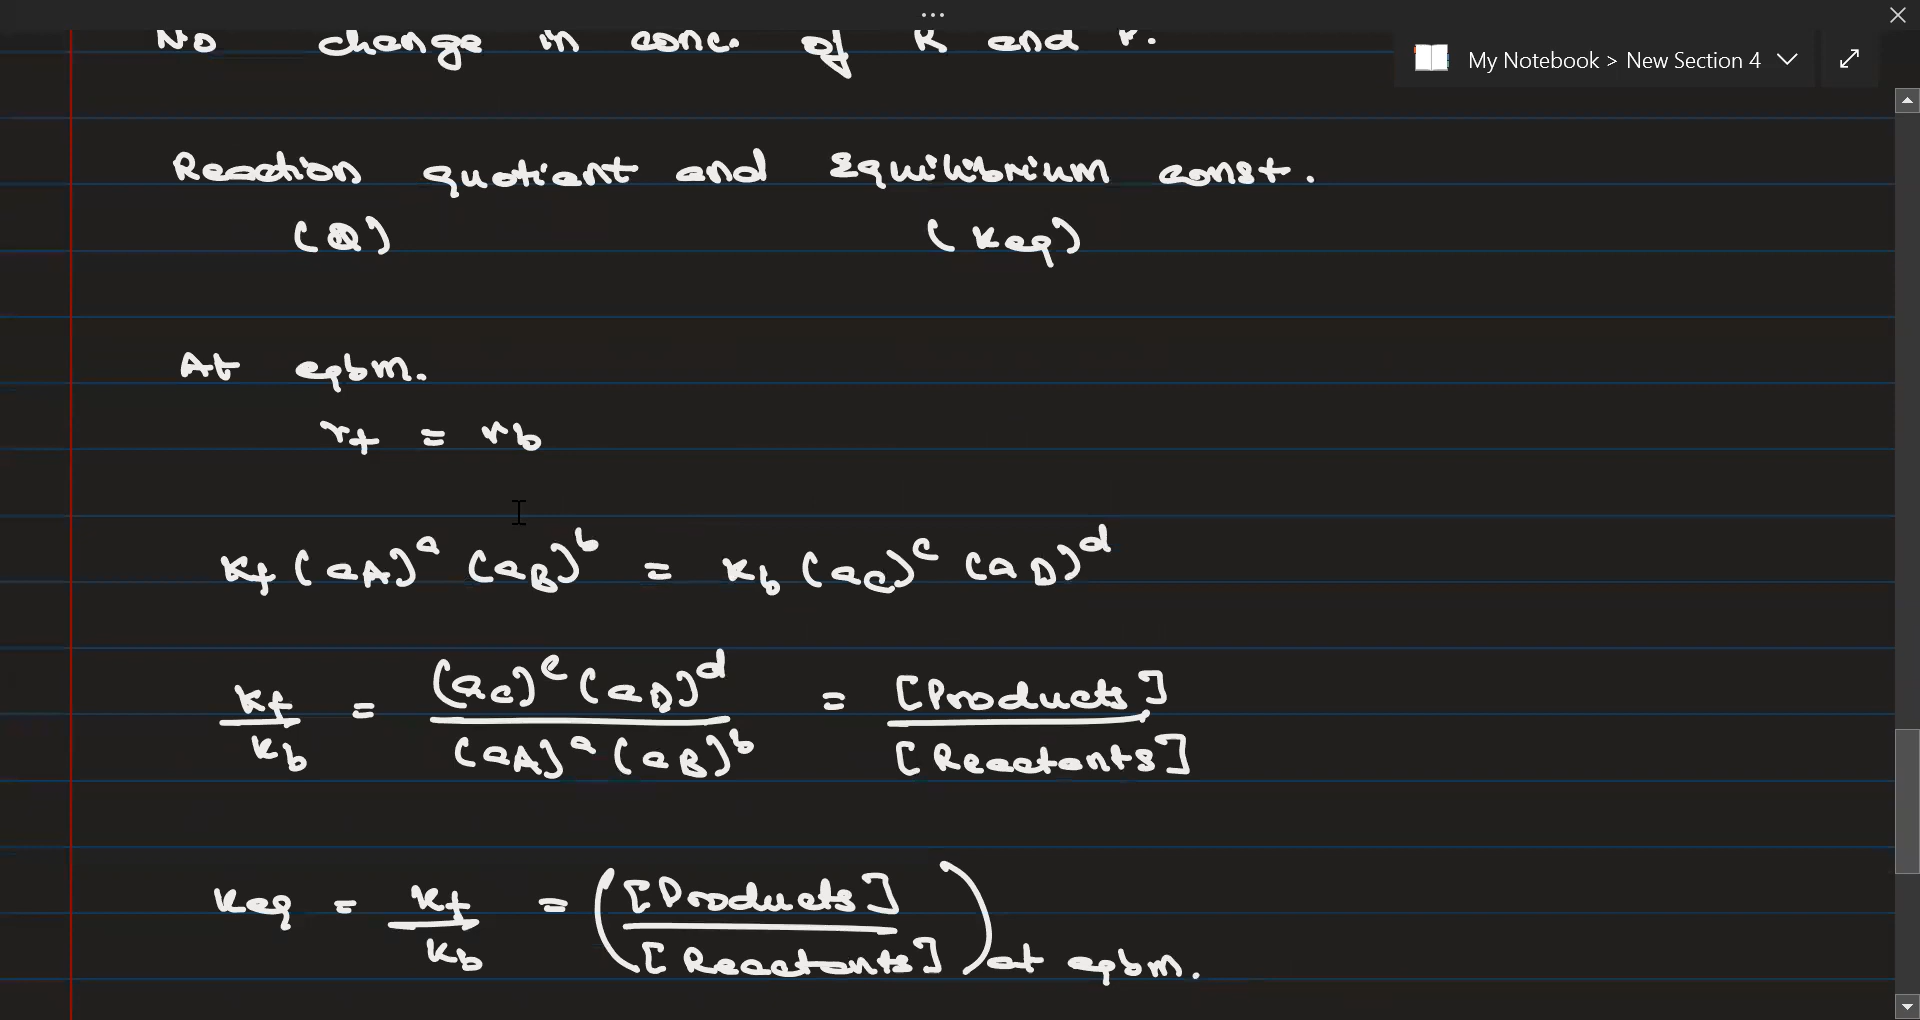 No change in conc. of R and P.
My Notebook > New Section 4
Reaction quotient and Equilibrium const.
(Q) (Keq)
At eqbm.
rf = rb
Kf (aA)^a (aB)^b = Kb (aC)^c (aD)^d
Kf / Kb = (aC)^c (aD)^d / (aA)^a (aB)^b = [Products] / [Reactants]
Keq = Kf / Kb = ([Products] / [Reactants]) at eqbm.